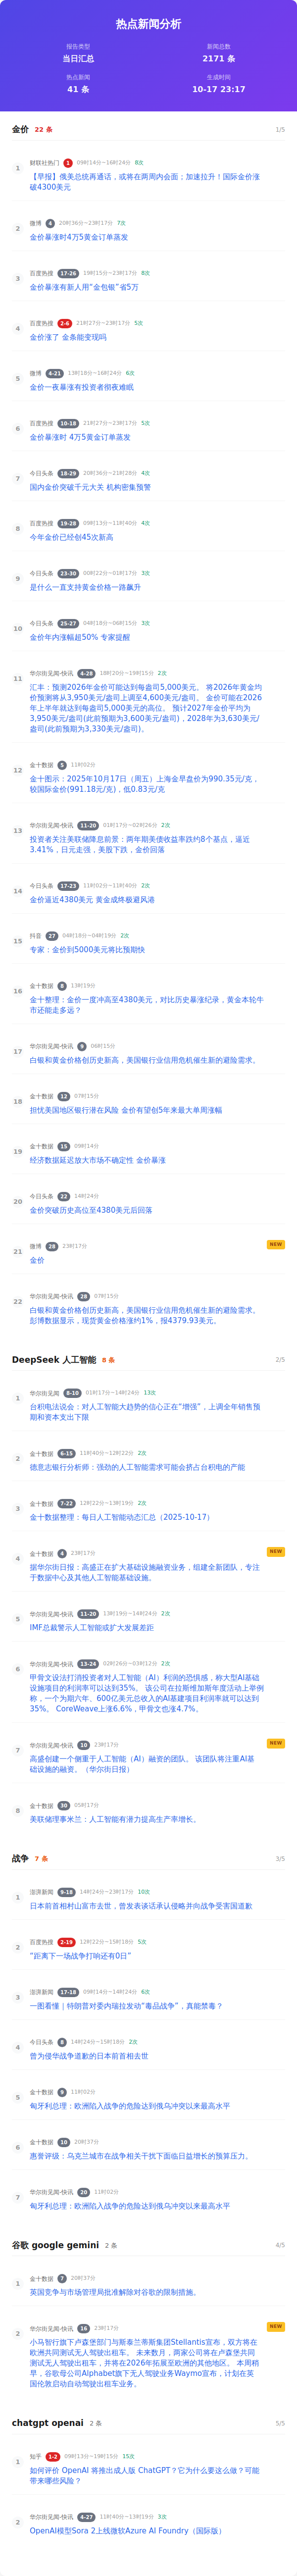 热点新闻分析
报告类型
当日汇总
新闻总数
2171 条
热点新闻
41 条
生成时间
10-17 23:17
金价 22 条 1/5
1
财联社热门 1 09时14分~16时24分 8次
【早报】俄美总统再通话，或将在两周内会面；加速拉升！国际金价涨
破4300美元
2
微博 4 20时36分~23时17分 7次
金价暴涨时4万5黄金订单蒸发
3
百度热搜 17-26 19时15分~23时17分 8次
金价暴涨有新人用“金包银”省5万
4
百度热搜 2-6 21时27分~23时17分 5次
金价涨了 金条能变现吗
5
微博 4-21 13时18分~16时24分 6次
金价一夜暴涨有投资者彻夜难眠
6
百度热搜 10-18 21时27分~23时17分 5次
金价暴涨时 4万5黄金订单蒸发
7
今日头条 18-29 20时36分~21时28分 4次
国内金价突破千元大关 机构密集预警
8
百度热搜 19-28 09时13分~11时40分 4次
今年金价已经创45次新高
9
今日头条 23-30 00时22分~01时17分 3次
是什么一直支持黄金价格一路飙升
10
今日头条 25-27 04时18分~06时15分 3次
金价年内涨幅超50% 专家提醒
11
华尔街见闻-快讯 4-28 18时20分~19时15分 2次
汇丰：预测2026年金价可能达到每盎司5,000美元。 将2026年黄金均
价预测将从3,950美元/盎司上调至4,600美元/盎司。 金价可能在2026
年上半年就达到每盎司5,000美元的高位。 预计2027年金价平均为
3,950美元/盎司(此前预期为3,600美元/盎司)，2028年为3,630美元/
盎司(此前预期为3,330美元/盎司)。
12
金十数据 5 11时02分
金十图示：2025年10月17日（周五）上海金早盘价为990.35元/克，
较国际金价(991.18元/克)，低0.83元/克
13
华尔街见闻-快讯 11-20 01时17分~02时26分 2次
投资者关注美联储降息前景：两年期美债收益率跌约8个基点，逼近
3.41%，日元走强，美股下跌，金价回落
14
今日头条 17-23 11时02分~11时40分 2次
金价逼近4380美元 黄金成终极避风港
15
抖音 27 04时18分~04时19分 2次
专家：金价到5000美元将比预期快
16
金十数据 8 13时19分
金十整理：金价一度冲高至4380美元，对比历史暴涨纪录，黄金本轮牛
市还能走多远？
17
华尔街见闻-快讯 9 06时15分
白银和黄金价格创历史新高，美国银行业信用危机催生新的避险需求。
18
金十数据 12 07时15分
担忧美国地区银行潜在风险 金价有望创5年来最大单周涨幅
19
金十数据 15 09时14分
经济数据延迟放大市场不确定性 金价暴涨
20
今日头条 22 14时24分
金价突破历史高位至4380美元后回落
21
微博 28 23时17分 NEW
金价
22
华尔街见闻-快讯 28 07时15分
白银和黄金价格创历史新高，美国银行业信用危机催生新的避险需求。
彭博数据显示，现货黄金价格涨约1%，报4379.93美元。
DeepSeek 人工智能 8 条 2/5
1
华尔街见闻 8-10 01时17分~14时24分 13次
台积电法说会：对人工智能大趋势的信心正在“增强”，上调全年销售预
期和资本支出下限
2
金十数据 6-15 11时40分~12时22分 2次
德意志银行分析师：强劲的人工智能需求可能会挤占台积电的产能
3
金十数据 7-22 12时22分~13时19分 2次
金十数据整理：每日人工智能动态汇总（2025-10-17）
4
金十数据 4 23时17分 NEW
据华尔街日报：高盛正在扩大基础设施融资业务，组建全新团队，专注
于数据中心及其他人工智能基础设施。
5
华尔街见闻-快讯 11-20 13时19分~14时24分 2次
IMF总裁警示人工智能或扩大发展差距
6
华尔街见闻-快讯 13-24 02时26分~03时12分 2次
甲骨文设法打消投资者对人工智能（AI）利润的恐惧感，称大型AI基础
设施项目的利润率可以达到35%。 该公司在拉斯维加斯年度活动上举例
称，一个为期六年、600亿美元总收入的AI基建项目利润率就可以达到
35%。 CoreWeave上涨6.6%，甲骨文也涨4.7%。
7
华尔街见闻-快讯 10 23时17分 NEW
高盛创建一个侧重于人工智能（AI）融资的团队。 该团队将注重AI基
础设施的融资。（华尔街日报）
8
金十数据 30 05时17分
美联储理事米兰：人工智能有潜力提高生产率增长。
战争 7 条 3/5
1
澎湃新闻 9-18 14时24分~23时17分 10次
日本前首相村山富市去世，曾发表谈话承认侵略并向战争受害国道歉
2
百度热搜 2-19 12时22分~15时18分 5次
“距离下一场战争打响还有0日”
3
澎湃新闻 17-18 09时14分~14时24分 6次
一图看懂｜特朗普对委内瑞拉发动“毒品战争”，真能禁毒？
4
今日头条 8 14时24分~15时18分 2次
曾为侵华战争道歉的日本前首相去世
5
金十数据 9 11时02分
匈牙利总理：欧洲陷入战争的危险达到俄乌冲突以来最高水平
6
金十数据 10 20时37分
惠誉评级：乌克兰城市在战争相关干扰下面临日益增长的预算压力。
7
华尔街见闻-快讯 20 11时02分
匈牙利总理：欧洲陷入战争的危险达到俄乌冲突以来最高水平
谷歌 google gemini 2 条 4/5
1
金十数据 7 20时37分
英国竞争与市场管理局批准解除对谷歌的限制措施。
2
华尔街见闻-快讯 16 23时17分 NEW
小马智行旗下卢森堡部门与斯泰兰蒂斯集团Stellantis宣布，双方将在
欧洲共同测试无人驾驶出租车。 未来数月，两家公司将在卢森堡共同
测试无人驾驶出租车，并将在2026年拓展至欧洲的其他地区。 本周稍
早，谷歌母公司Alphabet旗下无人驾驶业务Waymo宣布，计划在英
国伦敦启动自动驾驶出租车业务。
chatgpt openai 2 条 5/5
1
知乎 1-2 09时13分~19时15分 15次
如何评价 OpenAI 将推出成人版 ChatGPT？它为什么要这么做？可能
带来哪些风险？
2
华尔街见闻-快讯 4-27 11时40分~13时19分 3次
OpenAI模型Sora 2上线微软Azure AI Foundry（国际版）